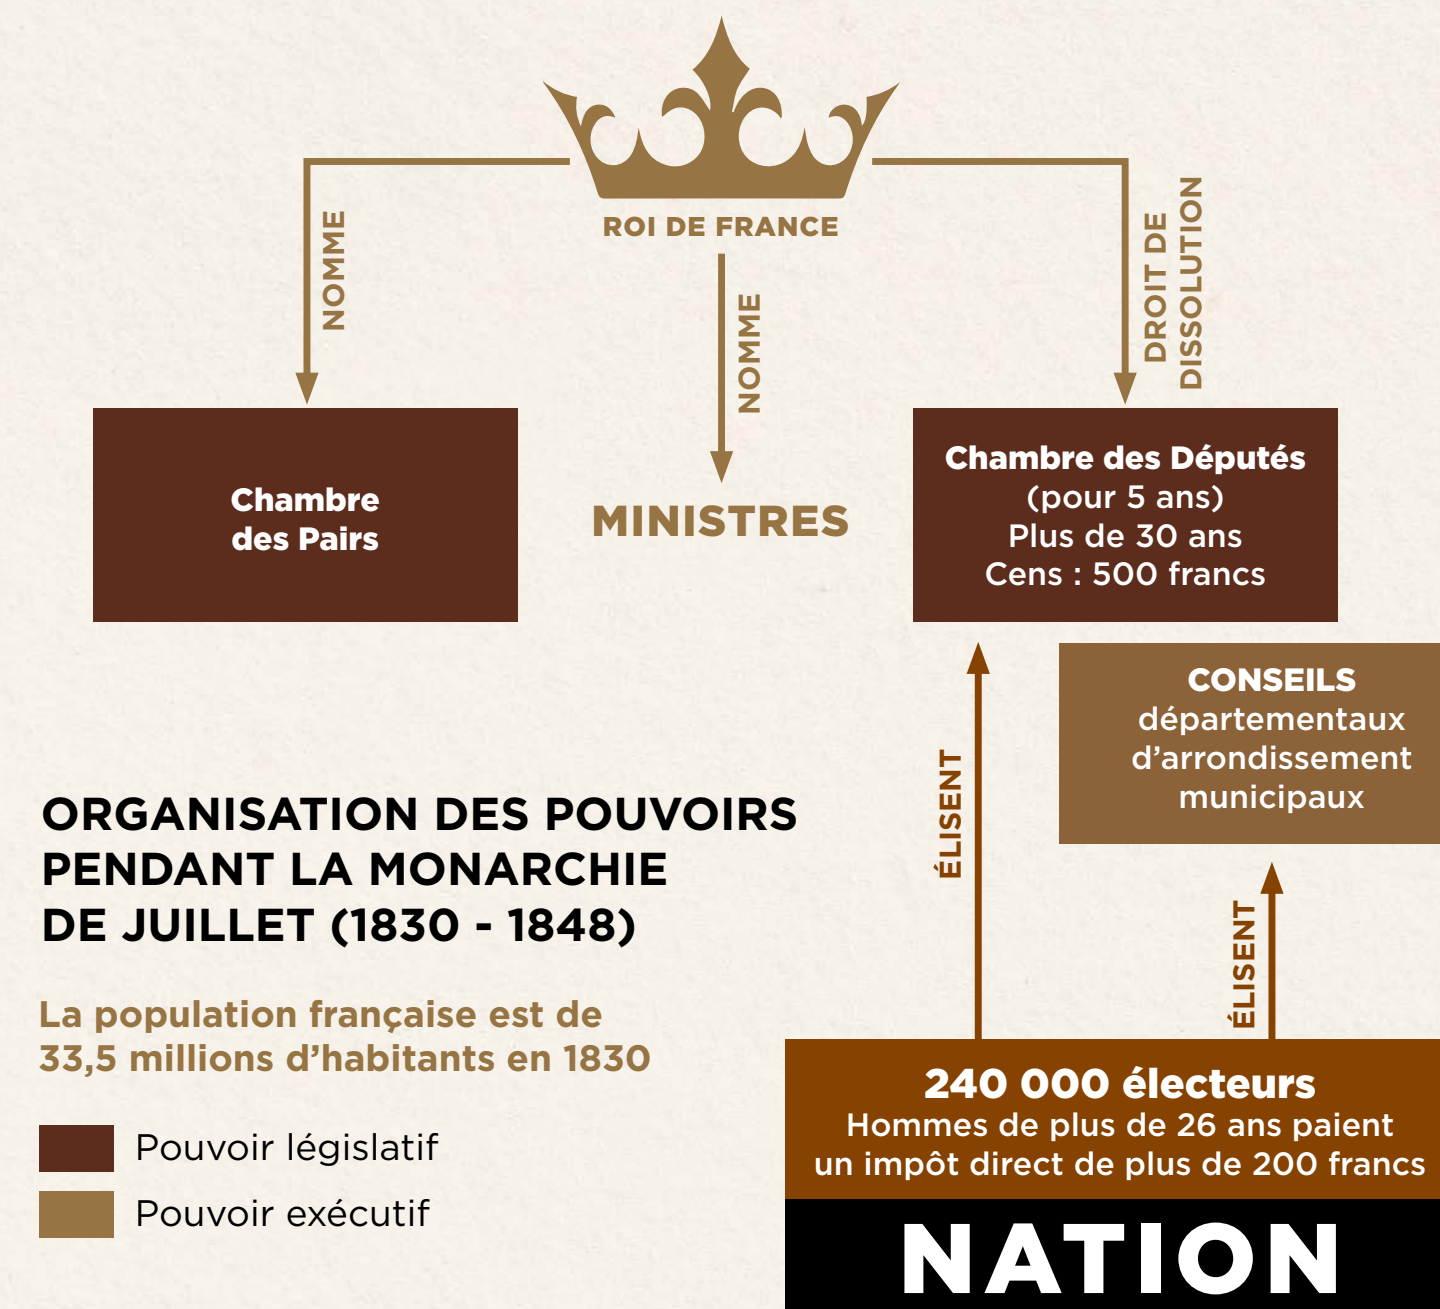 ROI DE FRANCE
NOMME
NOMME
DROIT DE
DISSOLUTION
Chambre
des Pairs
MINISTRES
Chambre des Députés
(pour 5 ans)
Plus de 30 ans
Cens : 500 francs
CONSEILS
départementaux
d’arrondissement
municipaux
ÉLISENT
ÉLISENT
ORGANISATION DES POUVOIRS
PENDANT LA MONARCHIE
DE JUILLET (1830 - 1848)
La population française est de
33,5 millions d’habitants en 1830
Pouvoir législatif
Pouvoir exécutif
240 000 électeurs
Hommes de plus de 26 ans paient
un impôt direct de plus de 200 francs
NATION